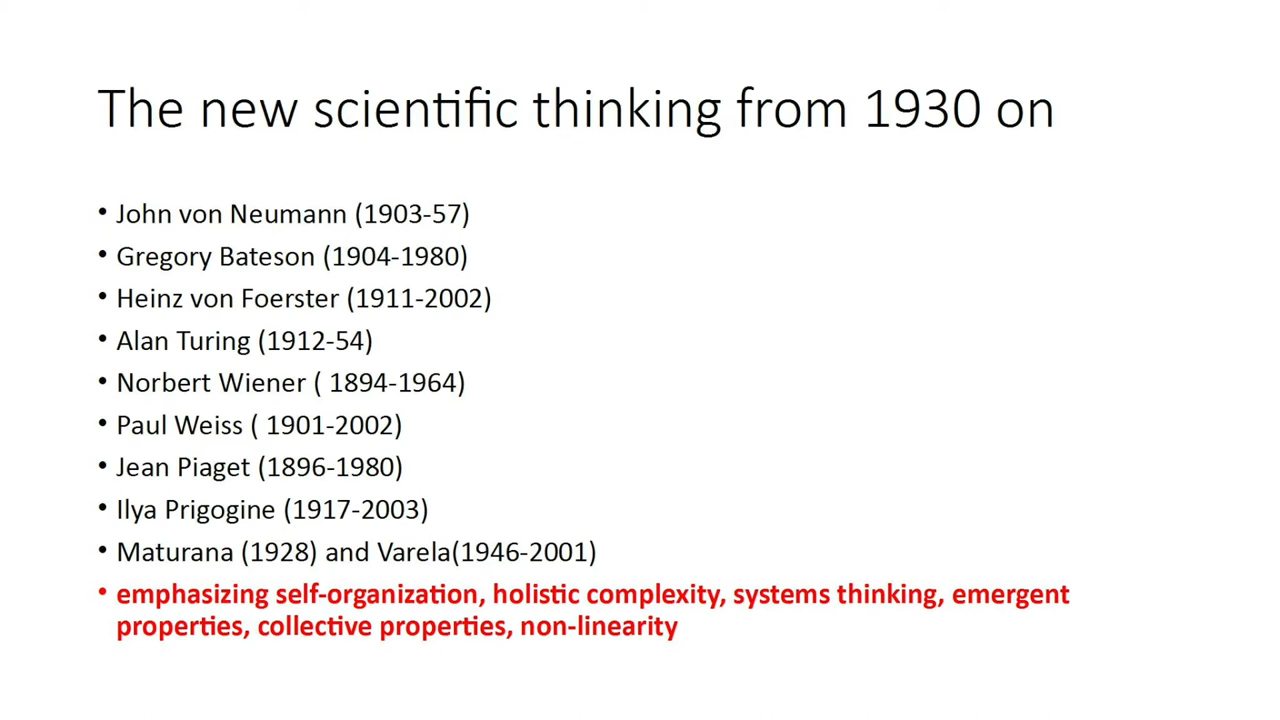 The new scientific thinking from 1930 on
• John von Neumann (1903-57)
• Gregory Bateson (1904-1980)
• Heinz von Foerster (1911-2002)
• Alan Turing (1912-54)
• Norbert Wiener ( 1894-1964)
• Paul Weiss ( 1901-2002)
• Jean Piaget (1896-1980)
• Ilya Prigogine (1917-2003)
• Maturana (1928) and Varela(1946-2001)
• emphasizing self-organization, holistic complexity, systems thinking, emergent
properties, collective properties, non-linearity